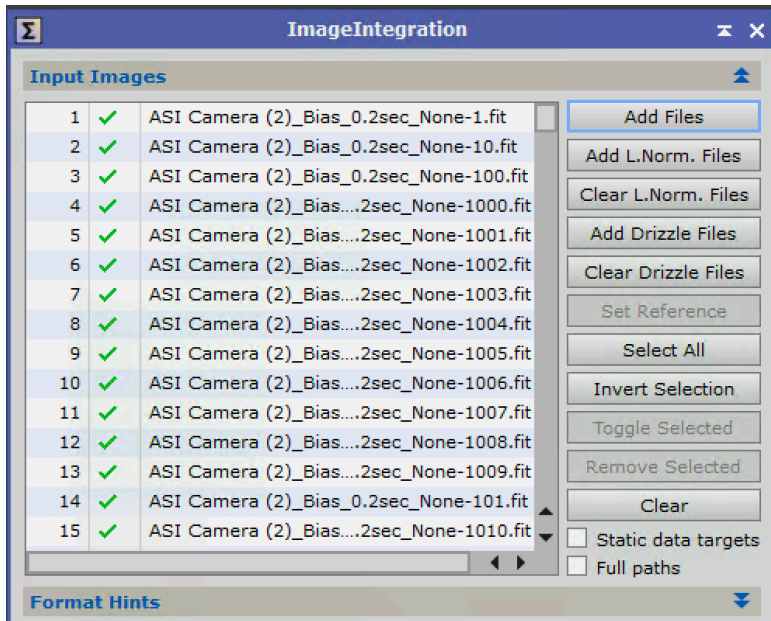 Σ ImageIntegration
Input Images
1 ✓ ASI Camera (2)_Bias_0.2sec_None-1.fit
2 ✓ ASI Camera (2)_Bias_0.2sec_None-10.fit
3 ✓ ASI Camera (2)_Bias_0.2sec_None-100.fit
4 ✓ ASI Camera (2)_Bias....2sec_None-1000.fit
5 ✓ ASI Camera (2)_Bias....2sec_None-1001.fit
6 ✓ ASI Camera (2)_Bias....2sec_None-1002.fit
7 ✓ ASI Camera (2)_Bias....2sec_None-1003.fit
8 ✓ ASI Camera (2)_Bias....2sec_None-1004.fit
9 ✓ ASI Camera (2)_Bias....2sec_None-1005.fit
10 ✓ ASI Camera (2)_Bias....2sec_None-1006.fit
11 ✓ ASI Camera (2)_Bias....2sec_None-1007.fit
12 ✓ ASI Camera (2)_Bias....2sec_None-1008.fit
13 ✓ ASI Camera (2)_Bias....2sec_None-1009.fit
14 ✓ ASI Camera (2)_Bias_0.2sec_None-101.fit
15 ✓ ASI Camera (2)_Bias....2sec_None-1010.fit
Add Files
Add L.Norm. Files
Clear L.Norm. Files
Add Drizzle Files
Clear Drizzle Files
Set Reference
Select All
Invert Selection
Toggle Selected
Remove Selected
Clear
Static data targets
Full paths
Format Hints